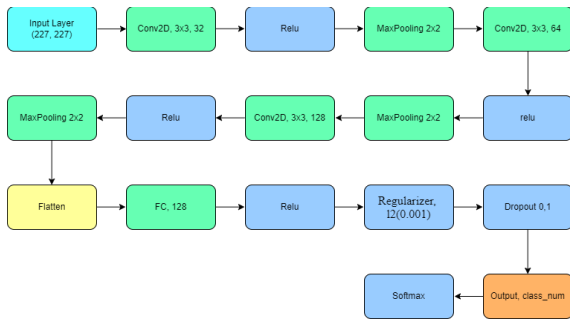 Input Layer
(227, 227)
Conv2D, 3x3, 32
Relu
MaxPooling 2x2
Conv2D, 3x3, 64
relu
MaxPooling 2x2
Conv2D, 3x3, 128
Relu
MaxPooling 2x2
Flatten
FC, 128
Relu
Regularizer,
l2(0.001)
Dropout 0,1
Output, class_num
Softmax